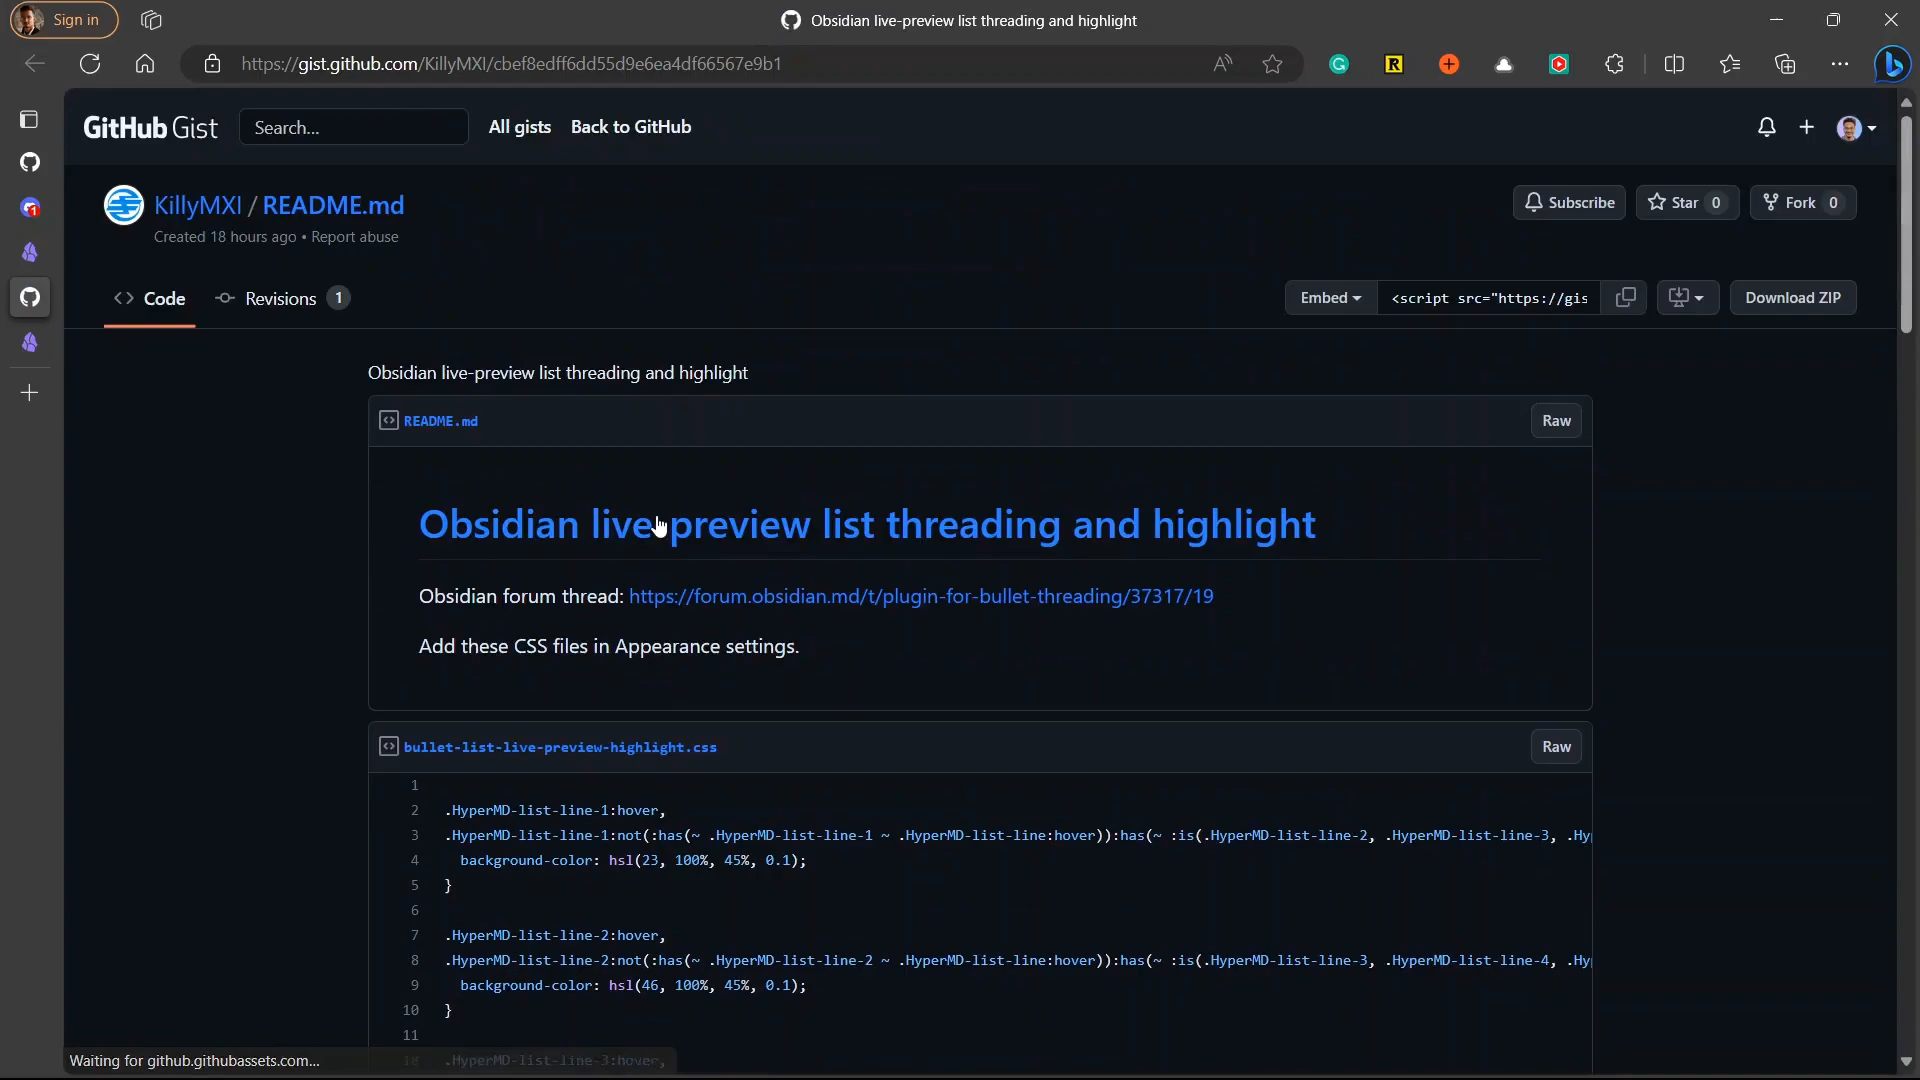 Sign in
Obsidian live-preview list threading and highlight
https://gist.github.com/KillyMXI/cbef8edff6dd55d9e6ea4df66567e9b1
GitHub Gist
Search...
All gists
Back to GitHub
KillyMXI / README.md
Created 18 hours ago • Report abuse
Subscribe
Star 0
Fork 0
Code
Revisions 1
Embed
<script src="https://gis
Download ZIP
Obsidian live-preview list threading and highlight
README.md
Raw
Obsidian live-preview list threading and highlight
Obsidian forum thread: https://forum.obsidian.md/t/plugin-for-bullet-threading/37317/19
Add these CSS files in Appearance settings.
bullet-list-live-preview-highlight.css
Raw
1
2 .HyperMD-list-line-1:hover,
3 .HyperMD-list-line-1:not(:has(~ .HyperMD-list-line-1 ~ .HyperMD-list-line:hover)):has(~ :is(.HyperMD-list-line-2, .HyperMD-list-line-3, .Hy
4 background-color: hsl(23, 100%, 45%, 0.1);
5 }
6
7 .HyperMD-list-line-2:hover,
8 .HyperMD-list-line-2:not(:has(~ .HyperMD-list-line-2 ~ .HyperMD-list-line:hover)):has(~ :is(.HyperMD-list-line-3, .HyperMD-list-line-4, .Hy
9 background-color: hsl(46, 100%, 45%, 0.1);
10 }
11
.HyperMD-list-line-3:hover,
Waiting for github.githubassets.com...